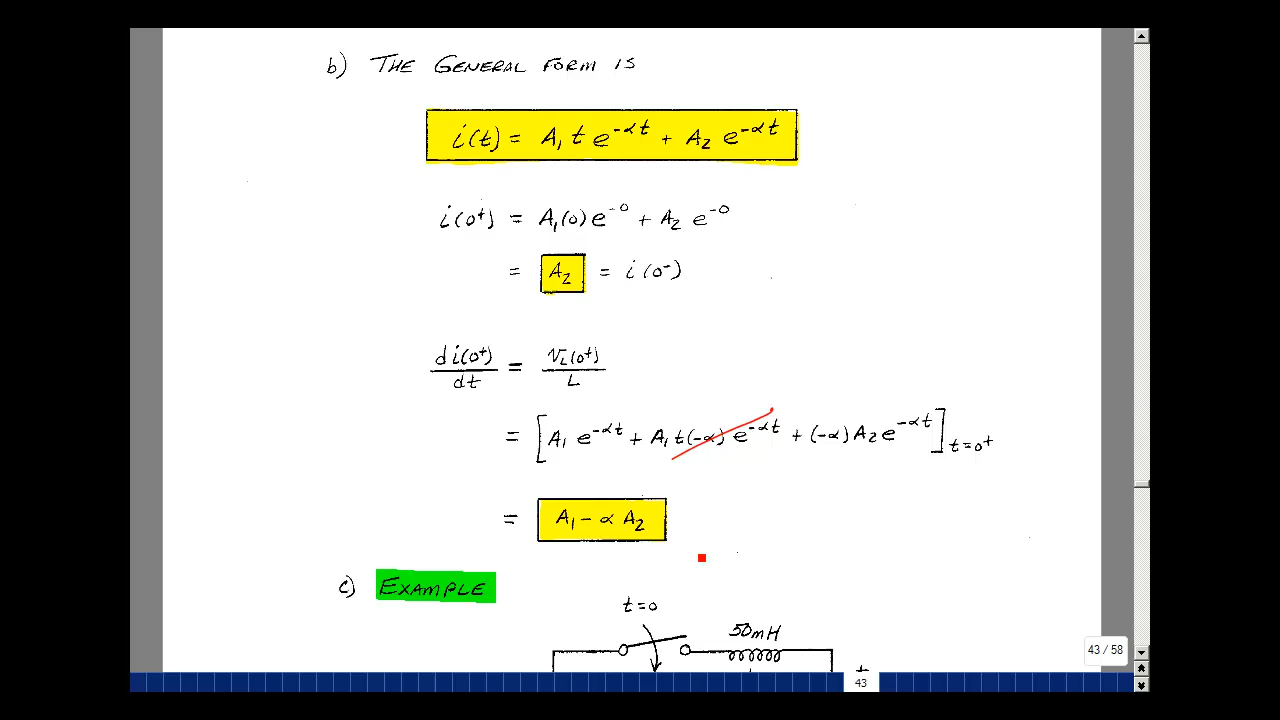 b) THE GENERAL FORM IS
i(t) = A₁ t e^-αt + A₂ e^-αt
i(0⁺) = A₁(0) e^-0 + A₂ e^-0
= A₂ = i(0⁻)
di(0⁺)/dt = V_L(0⁺)/L
= [A₁ e^-αt + A₁ t(-α) e^-αt + (-α) A₂ e^-αt]_t=0⁺
= A₁ - α A₂
c) EXAMPLE
t=0
50mH
43 / 58
43